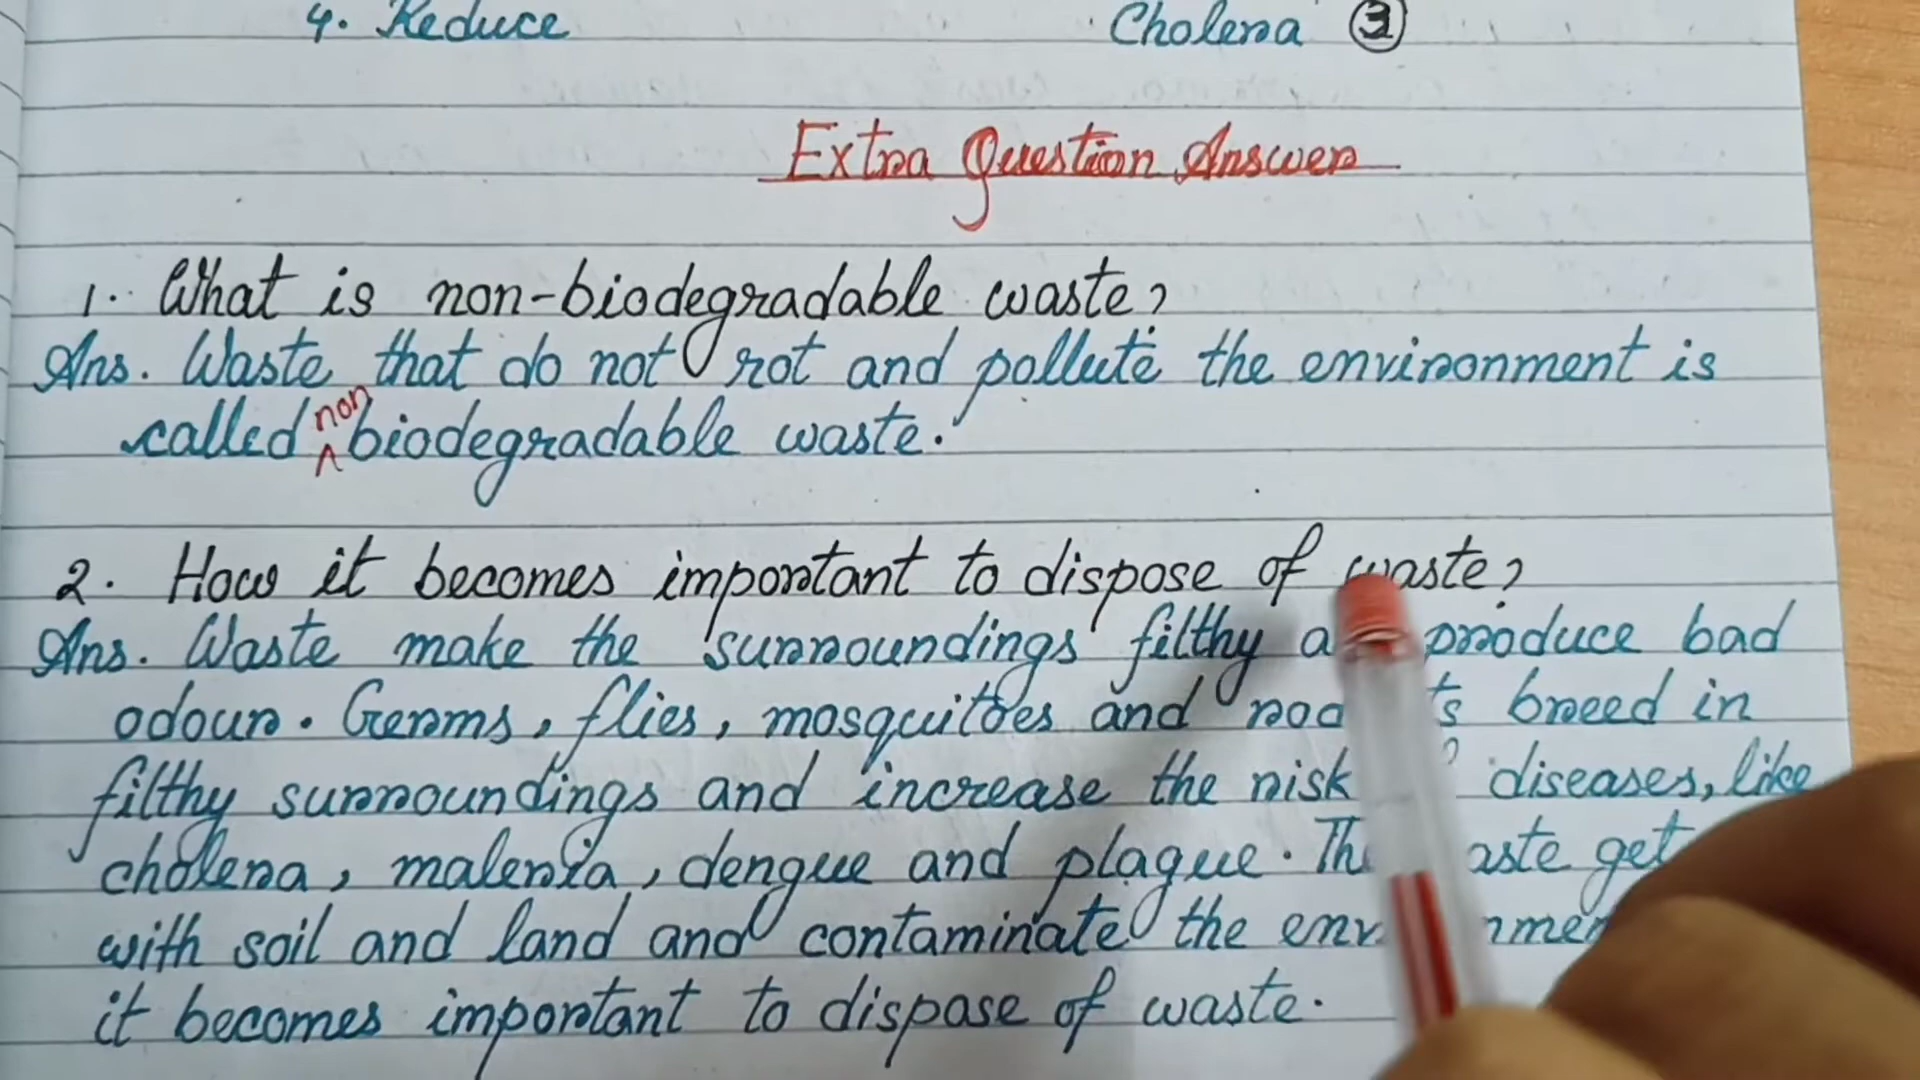 4. Reduce Cholera 3
Extra Question Answer
1. What is non-biodegradable waste?
Ans. Waste that do not rot and pollute the environment is
called non biodegradable waste.
2. How it becomes important to dispose of waste?
Ans. Waste make the surroundings filthy produce bad
odour. Germs, flies, mosquitoes and breed in
filthy surroundings and increase the risk diseases, like
cholera, maleria, dengue and plague. get
with soil and land and contaminate the
it becomes important to dispose of waste.